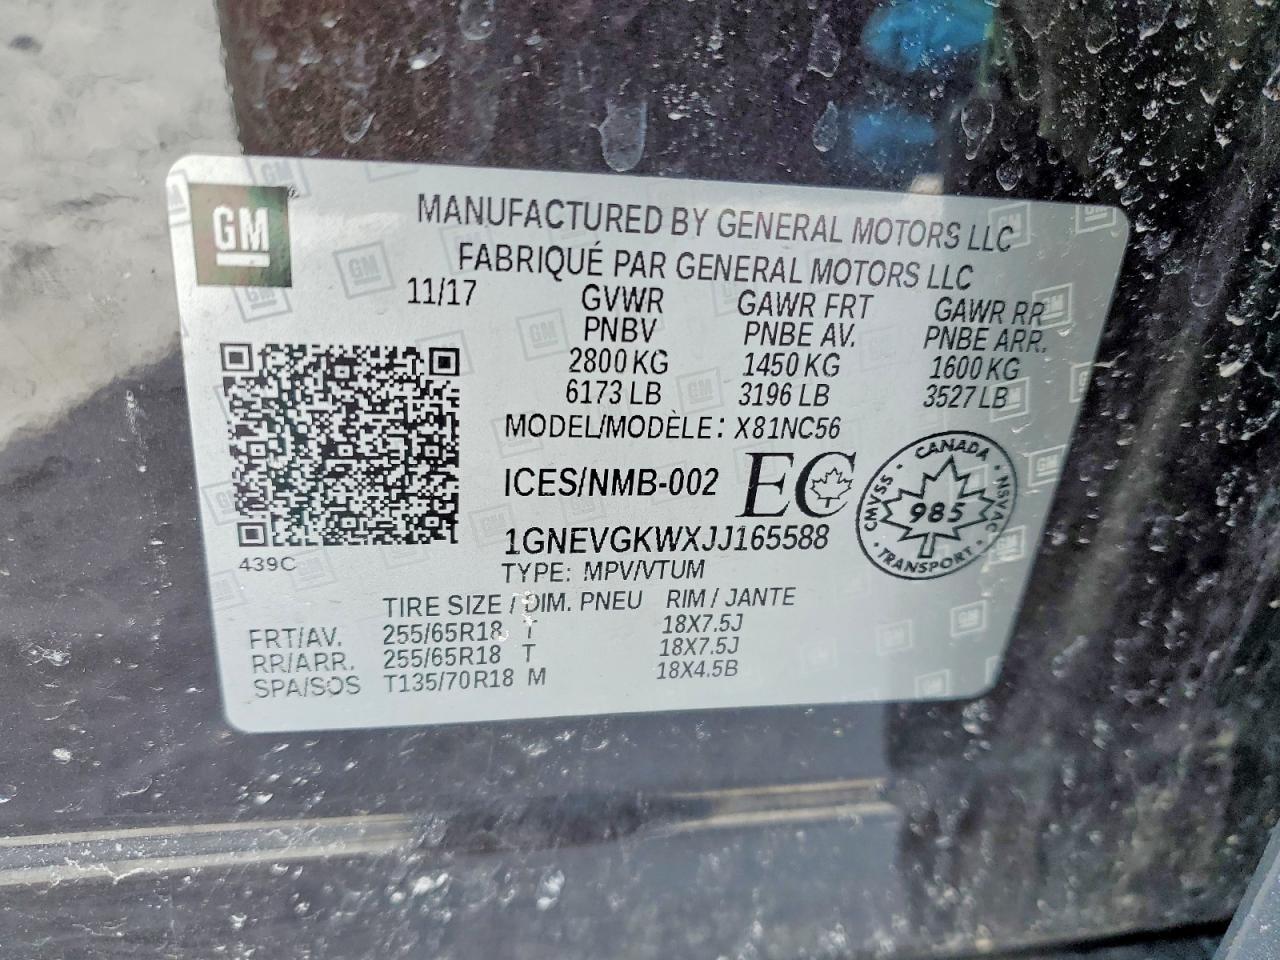 GM
MANUFACTURED BY GENERAL MOTORS LLC
FABRIQUÉ PAR GENERAL MOTORS LLC
11/17 GVWR GAWR FRT GAWR RR
PNBV PNBE AV. PNBE ARR.
2800 KG 1450 KG 1600 KG
6173 LB 3196 LB 3527 LB
MODEL/MODÈLE: X81NC56
ICES/NMB-002 EC
CANADA
CMVSS · NSVAC
985
· TRANSPORT ·
1GNEVGKWXJJ165588
439C
TYPE: MPV/VTUM
TIRE SIZE / DIM. PNEU RIM / JANTE
FRT/AV. 255/65R18 T 18X7.5J
RR/ARR. 255/65R18 T 18X7.5J
SPA/SOS T135/70R18 M 18X4.5B